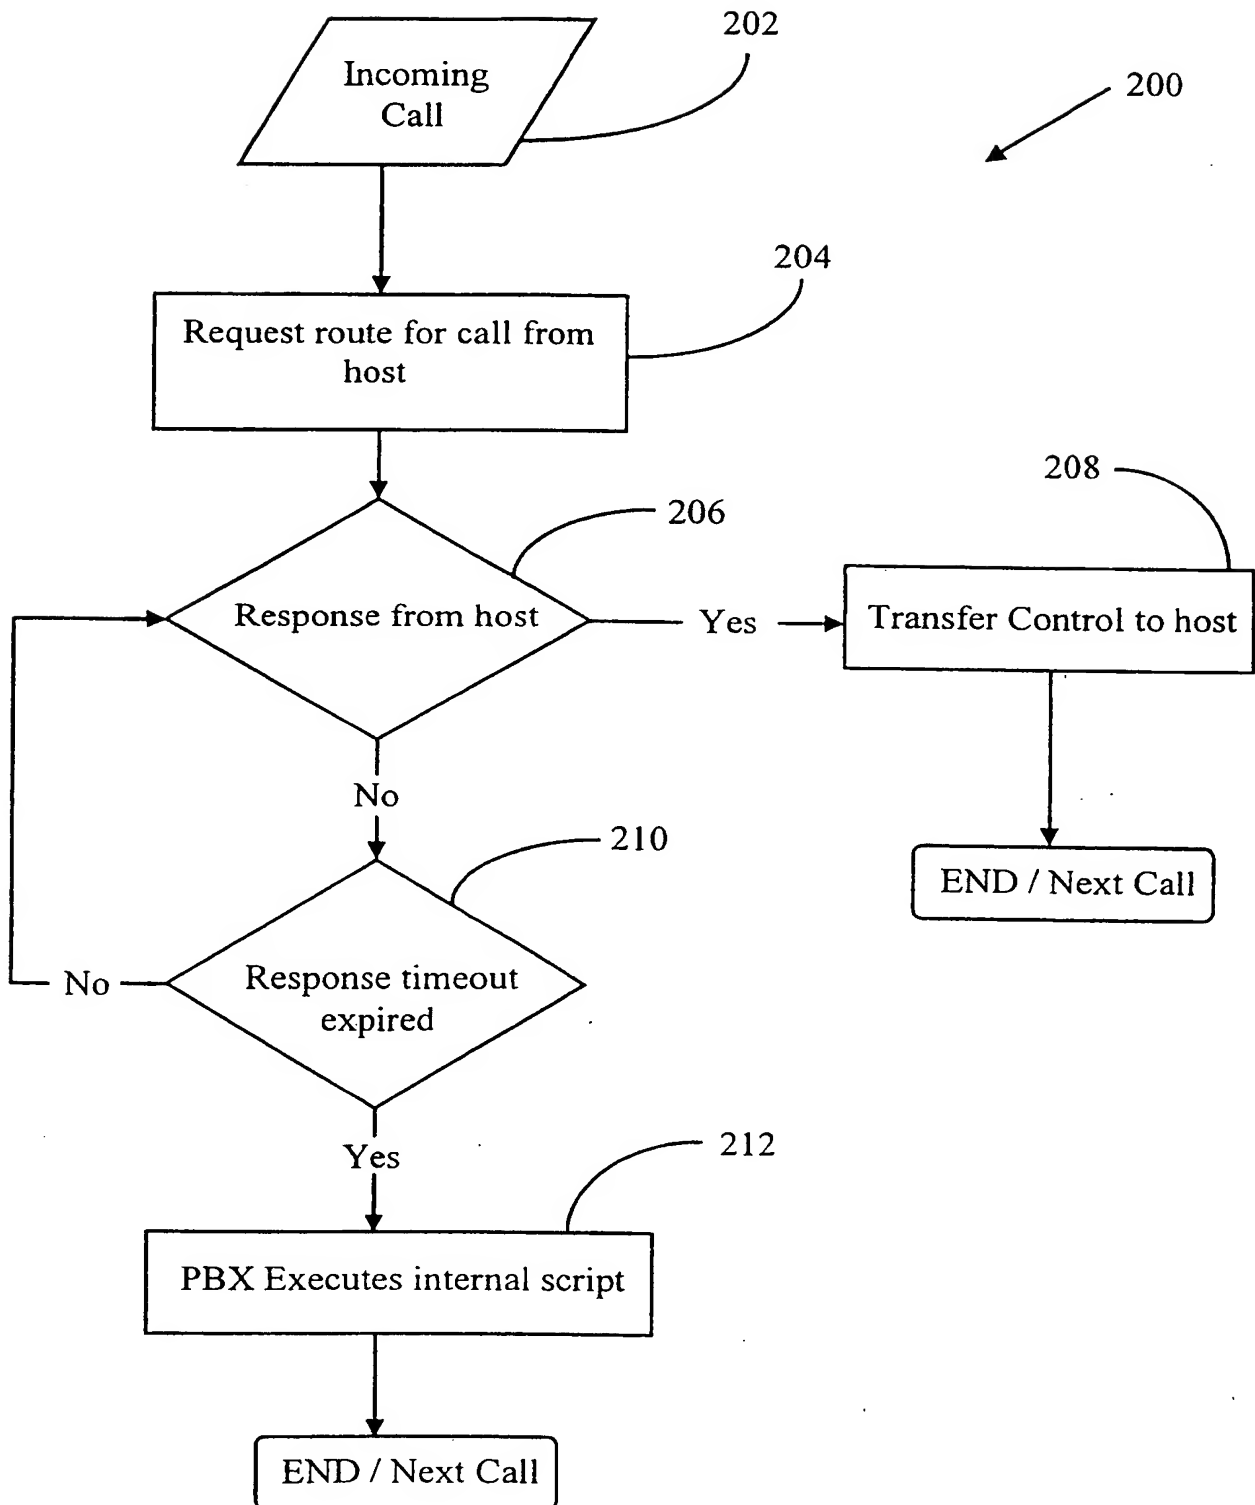 202
Incoming
Call
200
204
Request route for call from
host
208
206
Response from host
Yes
Transfer Control to host
No
210
END / Next Call
Response timeout
expired
No
Yes
212
PBX Executes internal script
END / Next Call